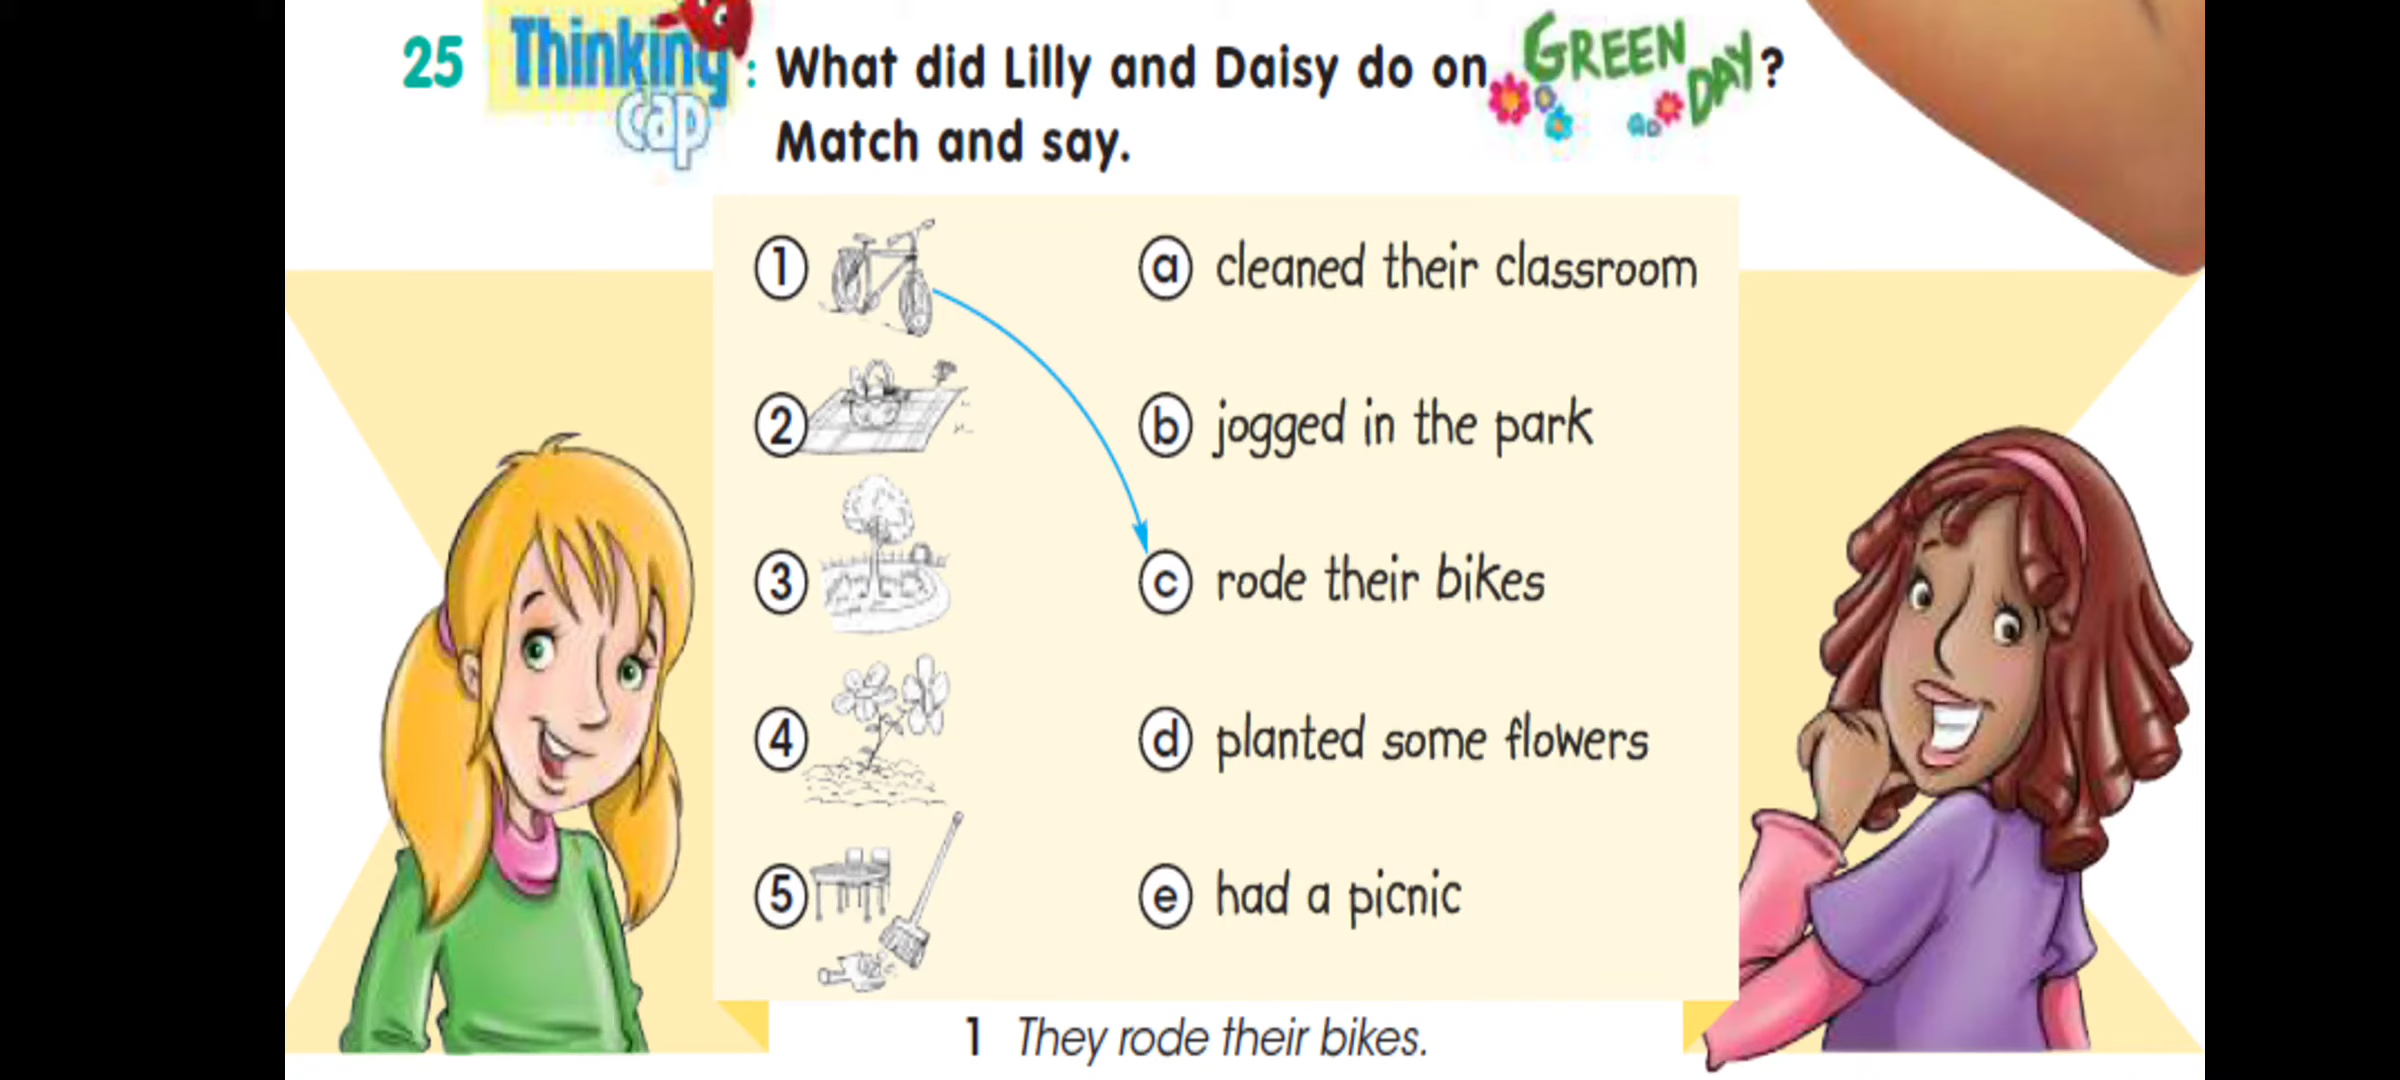 25 Thinking cap : What did Lilly and Daisy do on GREEN DAY?
Match and say.
1 a cleaned their classroom
2 b jogged in the park
3 c rode their bikes
4 d planted some flowers
5 e had a picnic
1 They rode their bikes.